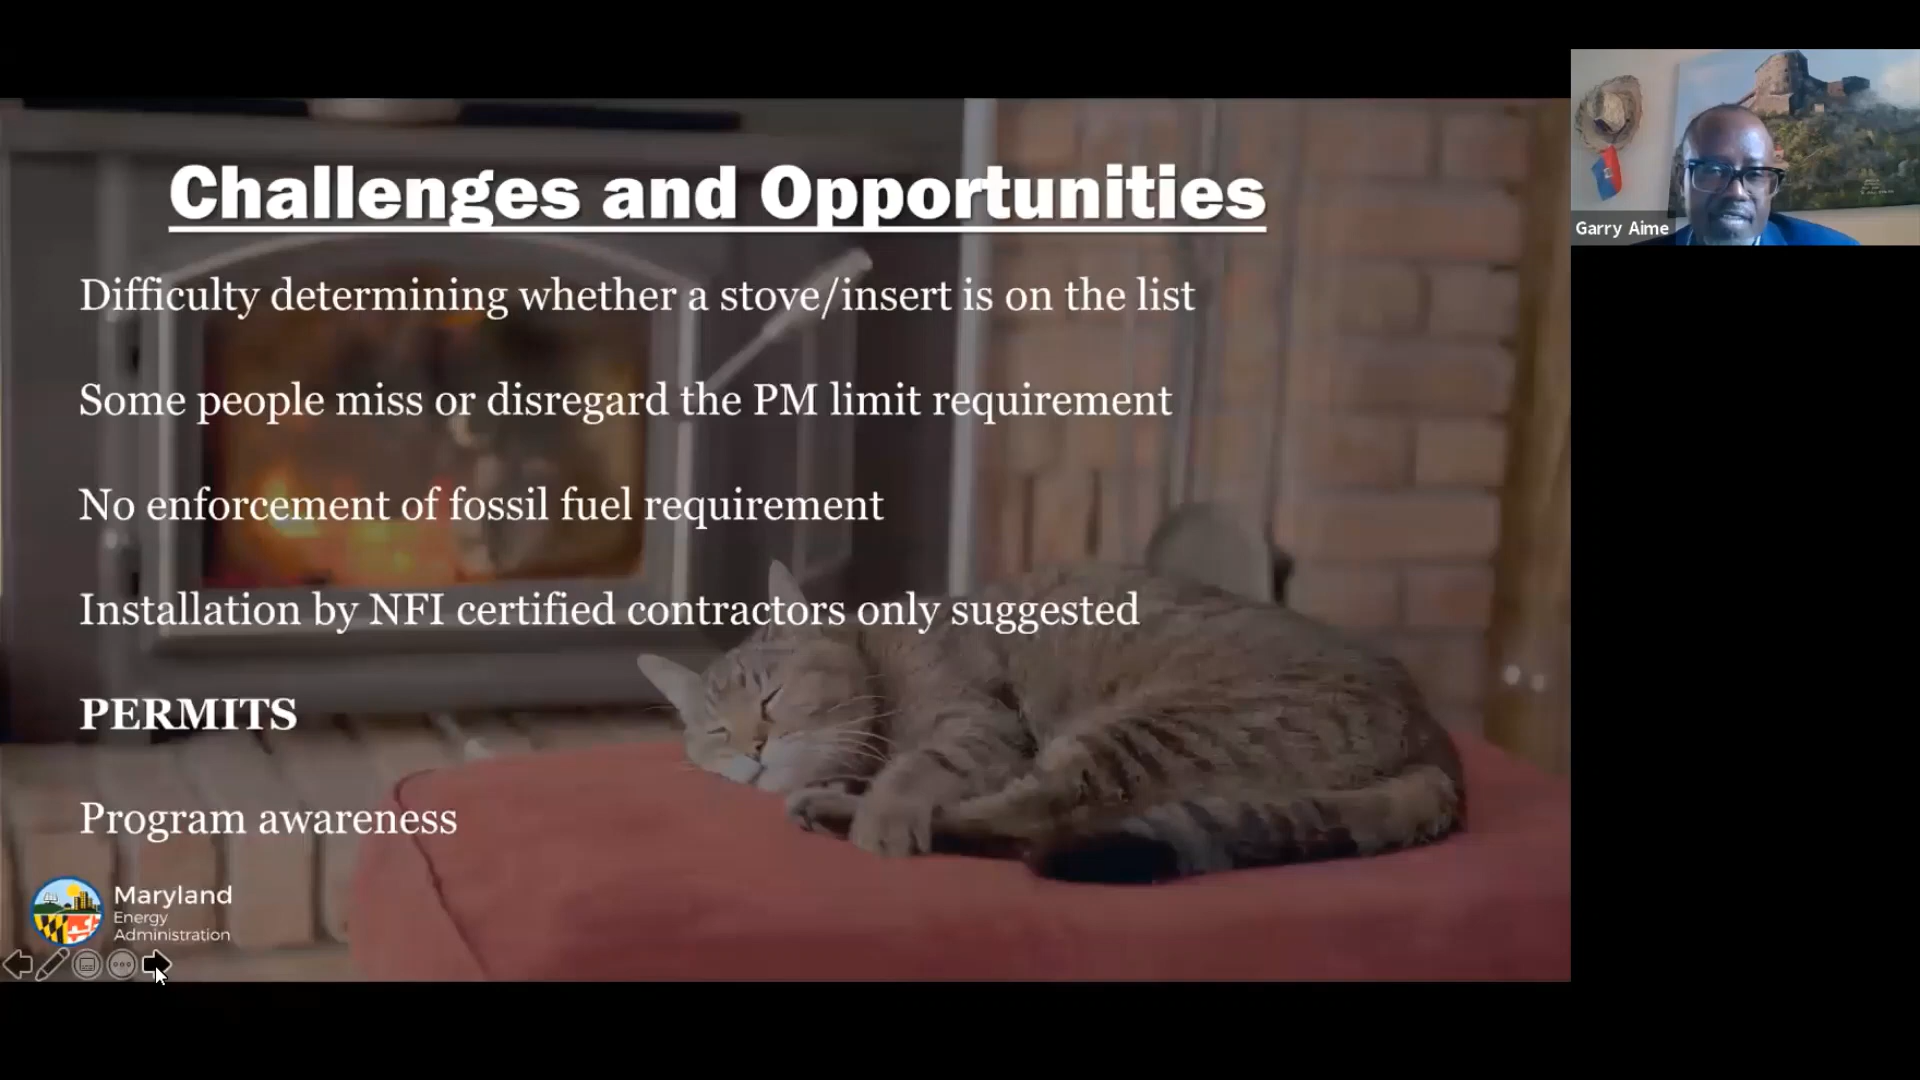 Challenges and Opportunities
Difficulty determining whether a stove/insert is on the list
Some people miss or disregard the PM limit requirement
No enforcement of fossil fuel requirement
Installation by NFI certified contractors only suggested
PERMITS
Program awareness
Maryland
Energy
Administration
Garry Aime